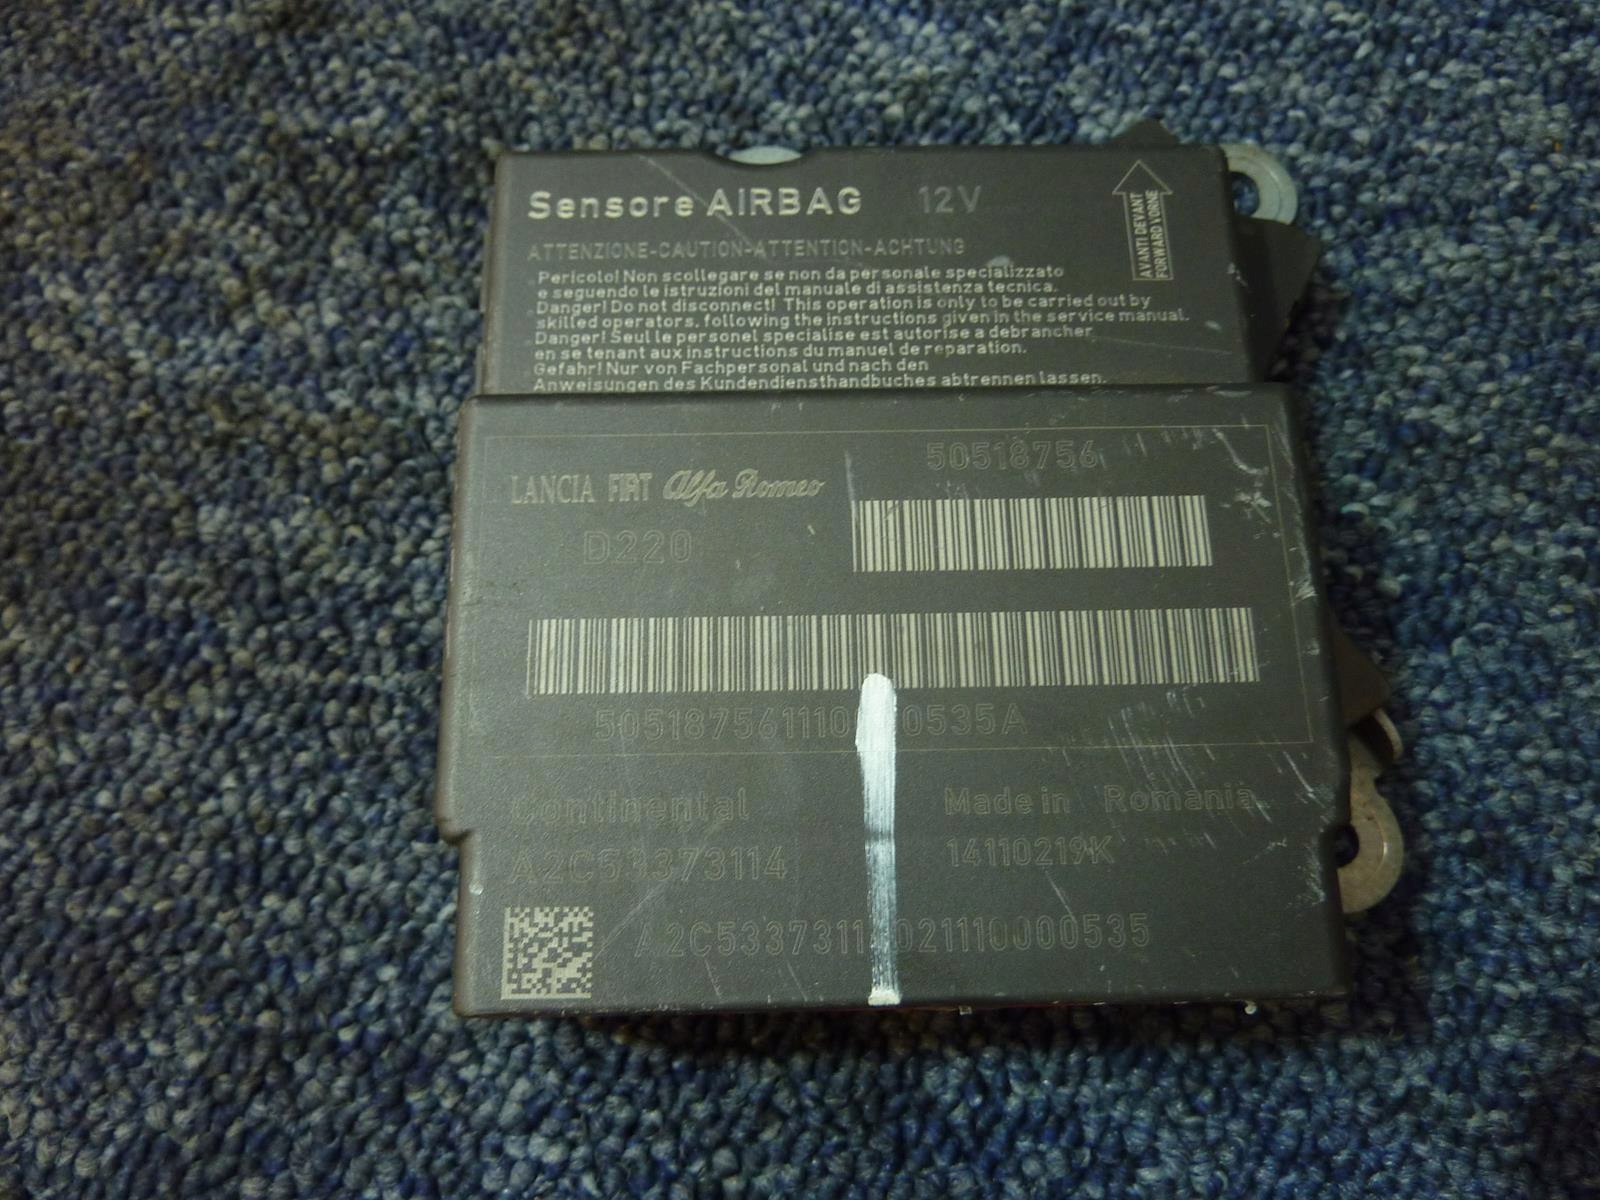 Sensore AIRBAG 12V
AVANTI DEVANT
FORWARD VORNE
ATTENZIONE-CAUTION-ATTENTION-ACHTUNG
Pericolo! Non scollegare se non da personale specializzato
e seguendo le istruzioni del manuale di assistenza tecnica.
Danger! Do not disconnect! This operation is only to be carried out by
skilled operators, following the instructions given in the service manual.
Danger! Seul le personel specialise est autorise a debrancher
en se tenant aux instructions du manuel de reparation.
Gefahr! Nur von Fachpersonal und nach den
Anweisungen des Kundendiensthandbuches abtrennen lassen.
50518756
LANCIA FIAT Alfa Romeo
D220
Continental Made in Romania
A2C53373114 14110219K